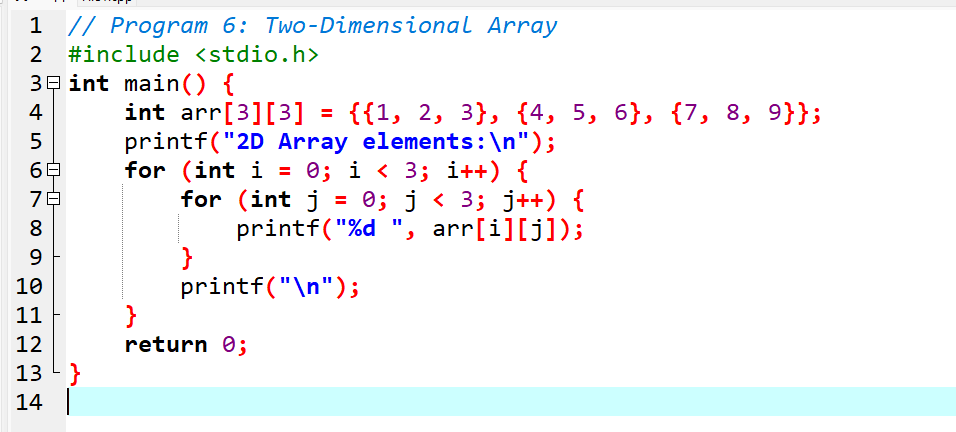 1 // Program 6: Two-Dimensional Array
2 #include <stdio.h>
3 int main() {
4     int arr[3][3] = {{1, 2, 3}, {4, 5, 6}, {7, 8, 9}};
5     printf("2D Array elements:\n");
6     for (int i = 0; i < 3; i++) {
7         for (int j = 0; j < 3; j++) {
8             printf("%d ", arr[i][j]);
9         }
10         printf("\n");
11     }
12     return 0;
13 }
14